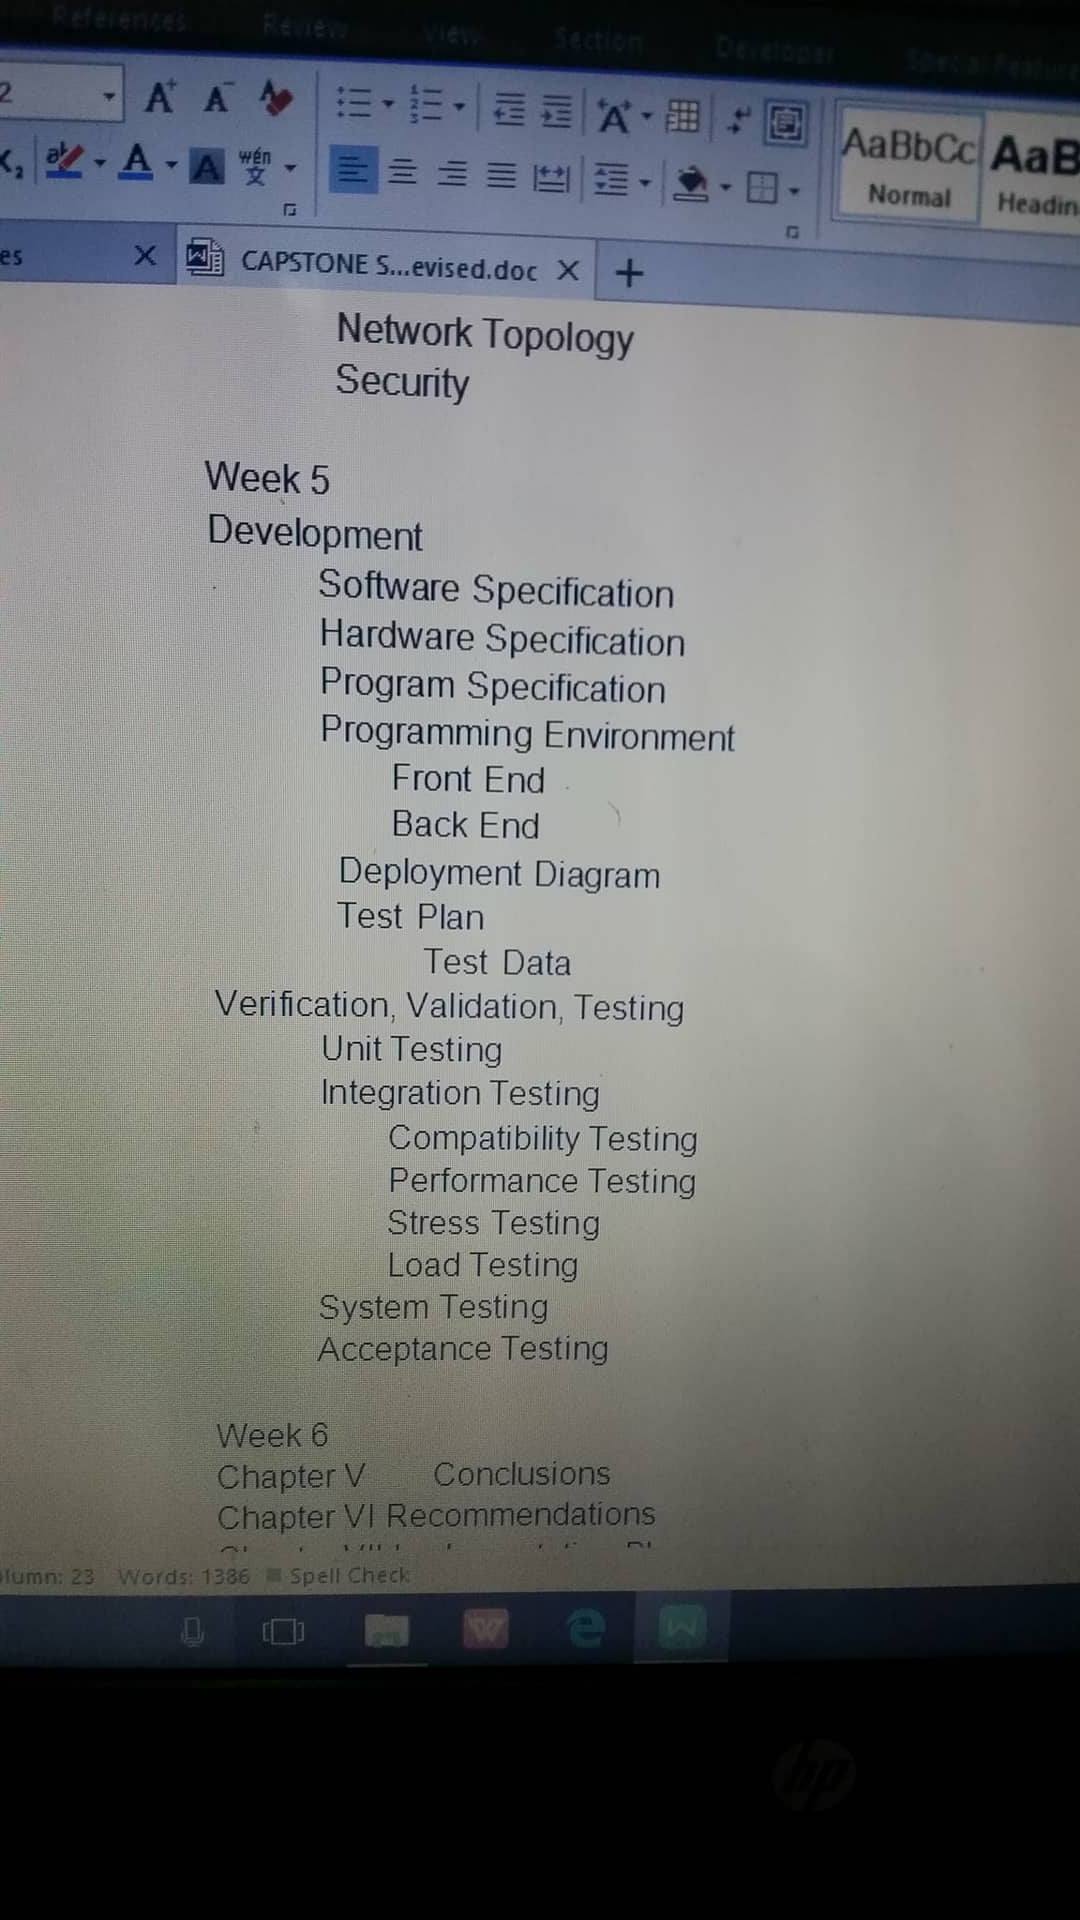 References Review View Section Developer Special Feature
2 A+ A-
wén
文
AaBbCc AaB
Normal Headin
es CAPSTONE S...evised.doc
Network Topology
Security
Week 5
Development
Software Specification
Hardware Specification
Program Specification
Programming Environment
Front End
Back End
Deployment Diagram
Test Plan
Test Data
Verification, Validation, Testing
Unit Testing
Integration Testing
Compatibility Testing
Performance Testing
Stress Testing
Load Testing
System Testing
Acceptance Testing
Week 6
Chapter V Conclusions
Chapter VI Recommendations
lumn: 23 Words: 1386 Spell Check
hp